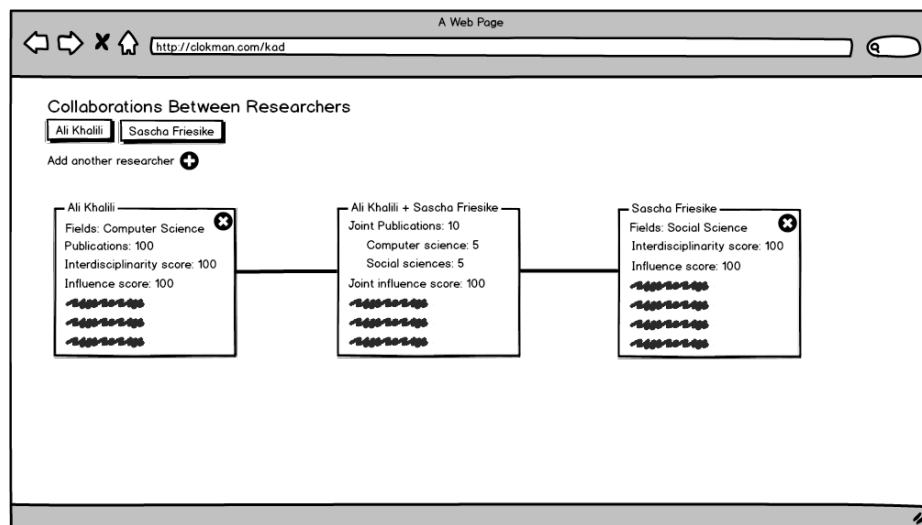 A Web Page
http://clokman.com/kad
Collaborations Between Researchers
Ali Khalili
Sascha Friesike
Add another researcher
Ali Khalili
Fields: Computer Science
Publications: 100
Interdisciplinarity score: 100
Influence score: 100
Ali Khalili + Sascha Friesike
Joint Publications: 10
Computer science: 5
Social sciences: 5
Joint influence score: 100
Sascha Friesike
Fields: Social Science
Interdisciplinarity score: 100
Influence score: 100